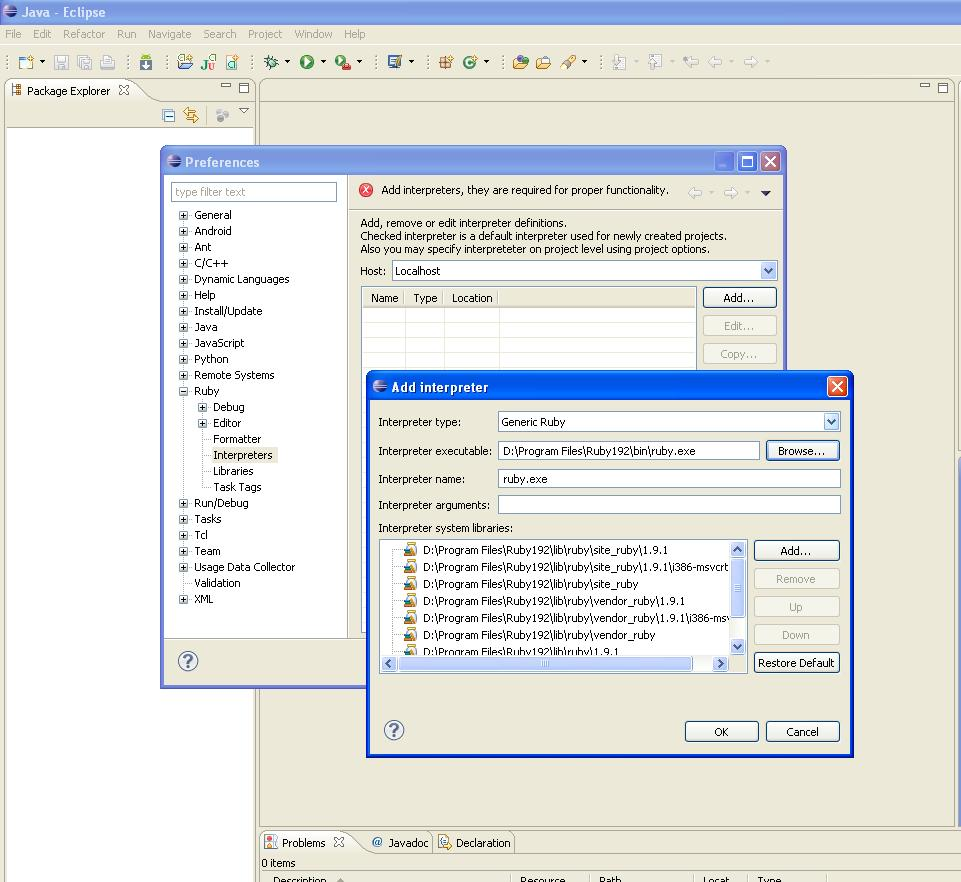 Java - Eclipse
File Edit Refactor Run Navigate Search Project Window Help
Package Explorer
Preferences
type filter text
General
Android
Ant
C/C++
Dynamic Languages
Help
Install/Update
Java
JavaScript
Python
Remote Systems
Ruby
Debug
Editor
Formatter
Interpreters
Libraries
Task Tags
Run/Debug
Tasks
Tcl
Team
Usage Data Collector
Validation
XML
Add interpreters, they are required for proper functionality.
Add, remove or edit interpreter definitions.
Checked interpreter is a default interpreter used for newly created projects.
Also you may specify interpreteter on project level using project options.
Host: Localhost
Name Type Location
Add...
Edit...
Copy...
Add interpreter
Interpreter type: Generic Ruby
Interpreter executable: D:\Program Files\Ruby192\bin\ruby.exe Browse...
Interpreter name: ruby.exe
Interpreter arguments:
Interpreter system libraries:
D:\Program Files\Ruby192\lib\ruby\site_ruby\1.9.1
D:\Program Files\Ruby192\lib\ruby\site_ruby\1.9.1\i386-msvcrt
D:\Program Files\Ruby192\lib\ruby\site_ruby
D:\Program Files\Ruby192\lib\ruby\vendor_ruby\1.9.1
D:\Program Files\Ruby192\lib\ruby\vendor_ruby\1.9.1\i386-msv
D:\Program Files\Ruby192\lib\ruby\vendor_ruby
D:\Program Files\Ruby192\lib\ruby\1.9.1
Add...
Remove
Up
Down
Restore Default
OK Cancel
Problems @ Javadoc Declaration
0 items
Description Resource Path Locat Type